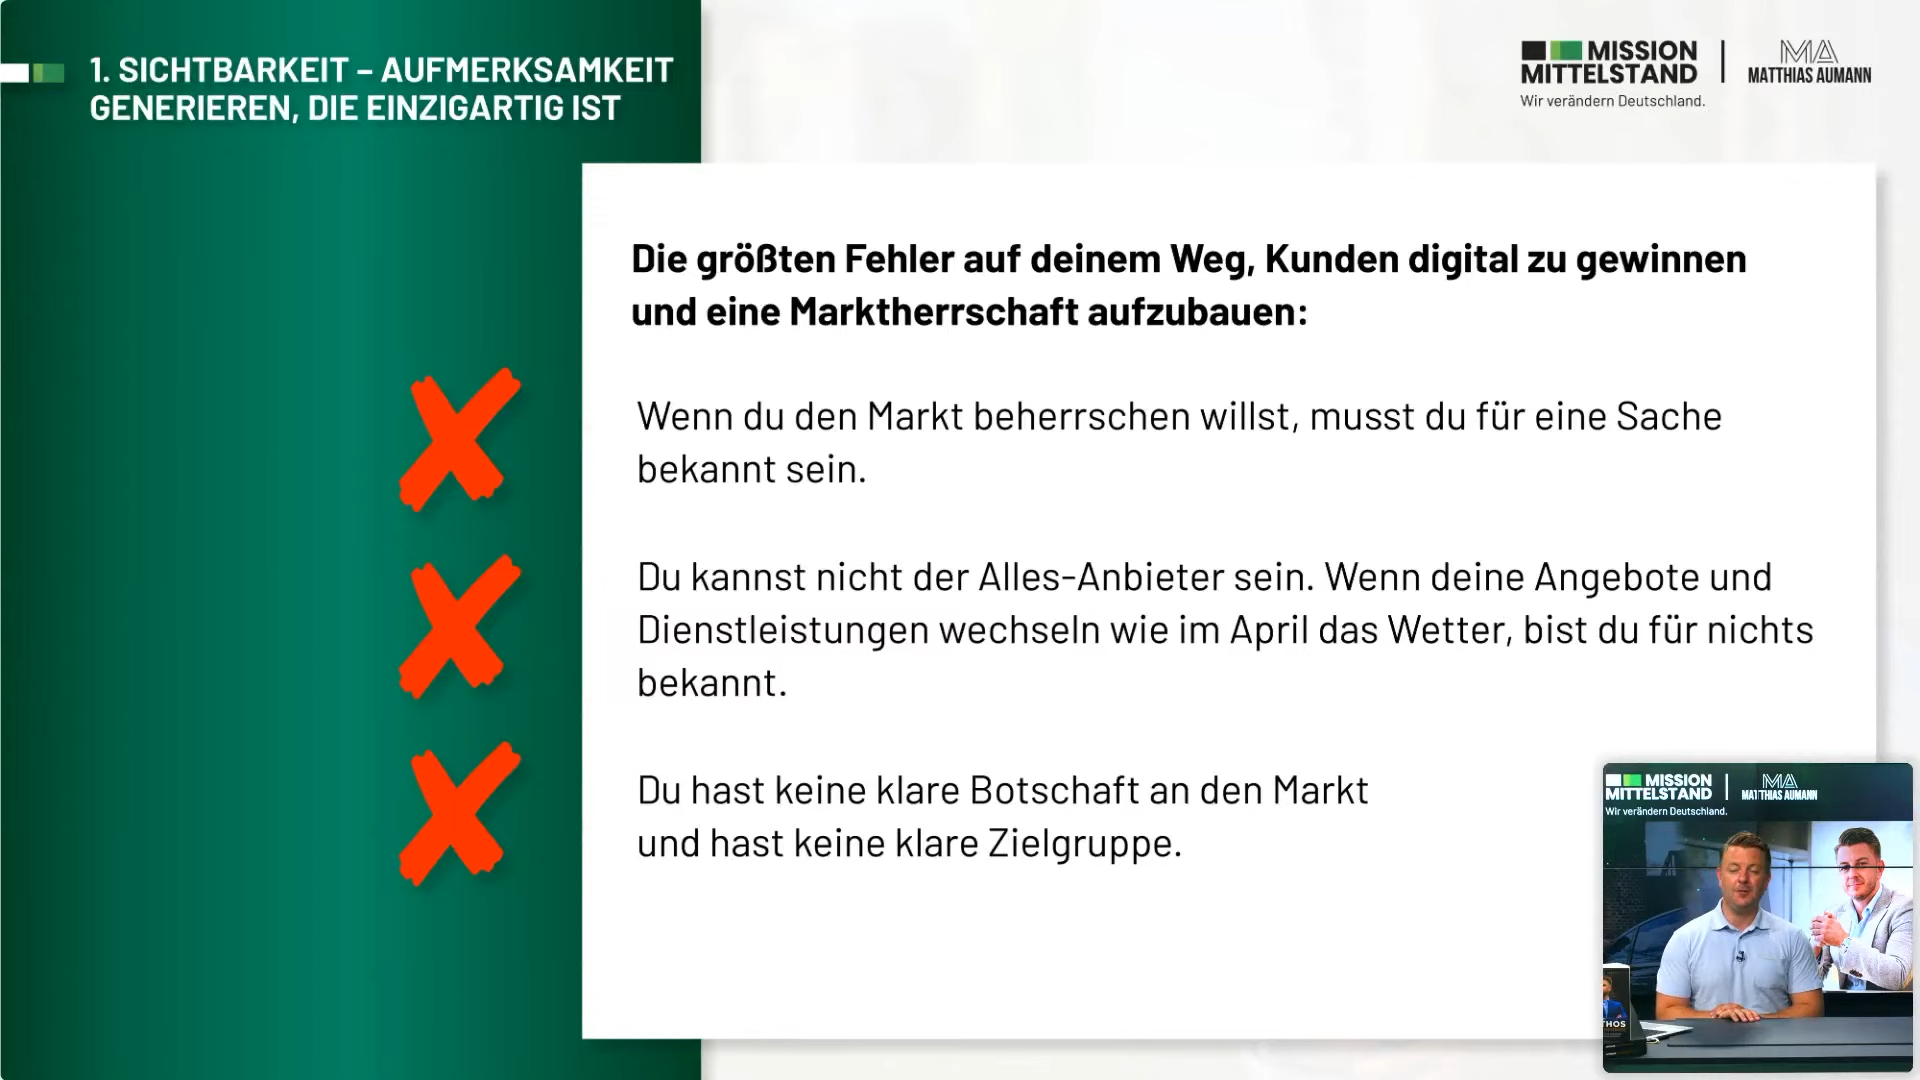 1. SICHTBARKEIT – AUFMERKSAMKEIT
GENERIEREN, DIE EINZIGARTIG IST
MISSION
MITTELSTAND
Wir verändern Deutschland.
MA
MATTHIAS AUMANN
Die größten Fehler auf deinem Weg, Kunden digital zu gewinnen
und eine Marktherrschaft aufzubauen:
Wenn du den Markt beherrschen willst, musst du für eine Sache
bekannt sein.
Du kannst nicht der Alles-Anbieter sein. Wenn deine Angebote und
Dienstleistungen wechseln wie im April das Wetter, bist du für nichts
bekannt.
Du hast keine klare Botschaft an den Markt
und hast keine klare Zielgruppe.
MISSION
MITTELSTAND
Wir verändern Deutschland.
MA
MATTHIAS AUMANN
THOS